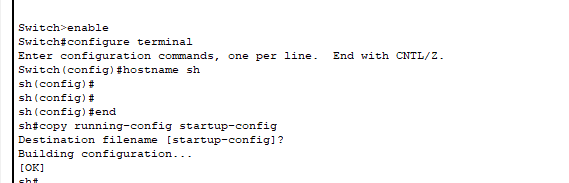 Switch>enable
Switch#configure terminal
Enter configuration commands, one per line.  End with CNTL/Z.
Switch(config)#hostname sh
sh(config)#
sh(config)#
sh(config)#end
sh#copy running-config startup-config
Destination filename [startup-config]?
Building configuration...
[OK]
sh#